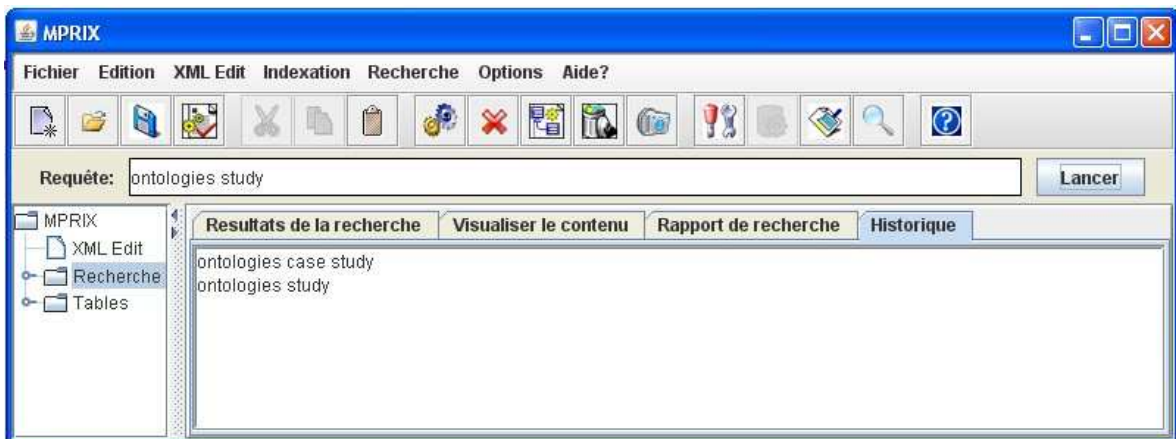 MPRIX
Fichier Edition XML Edit Indexation Recherche Options Aide?
Requéte: ontologies study Lancer
MPRIX
XML Edit
Recherche
Tables
Resultats de la recherche Visualiser le contenu Rapport de recherche Historique
ontologies case study
ontologies study